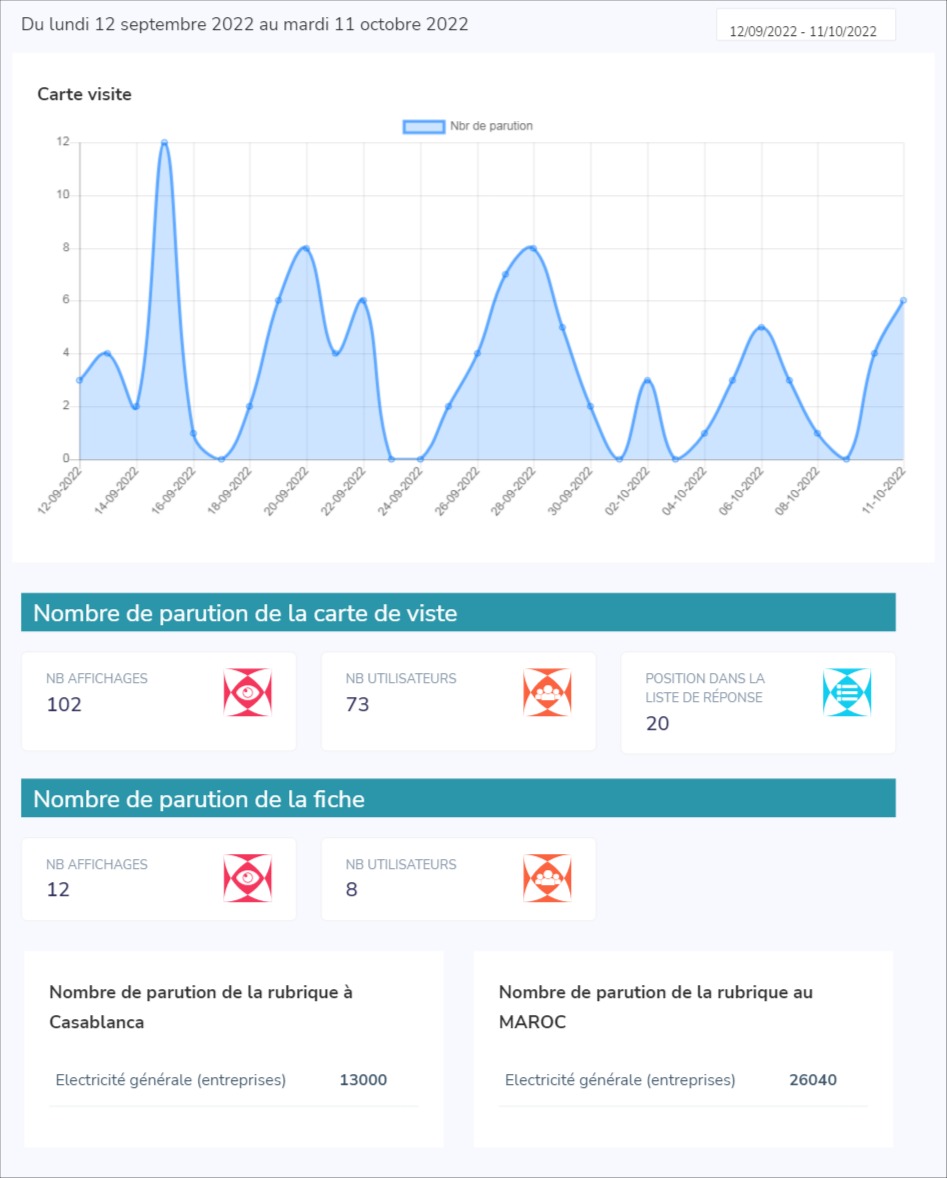 Du lundi 12 septembre 2022 au mardi 11 octobre 2022
12/09/2022 - 11/10/2022
Carte visite
Nbr de parution
12
10
8
6
4
2
0
12-09-2022
14-09-2022
16-09-2022
18-09-2022
20-09-2022
22-09-2022
24-09-2022
26-09-2022
28-09-2022
30-09-2022
02-10-2022
04-10-2022
06-10-2022
08-10-2022
11-10-2022
Nombre de parution de la carte de viste
NB AFFICHAGES
102
NB UTILISATEURS
73
POSITION DANS LA
LISTE DE RÉPONSE
20
Nombre de parution de la fiche
NB AFFICHAGES
12
NB UTILISATEURS
8
Nombre de parution de la rubrique à
Casablanca
Electricité générale (entreprises) 13000
Nombre de parution de la rubrique au
MAROC
Electricité générale (entreprises) 26040